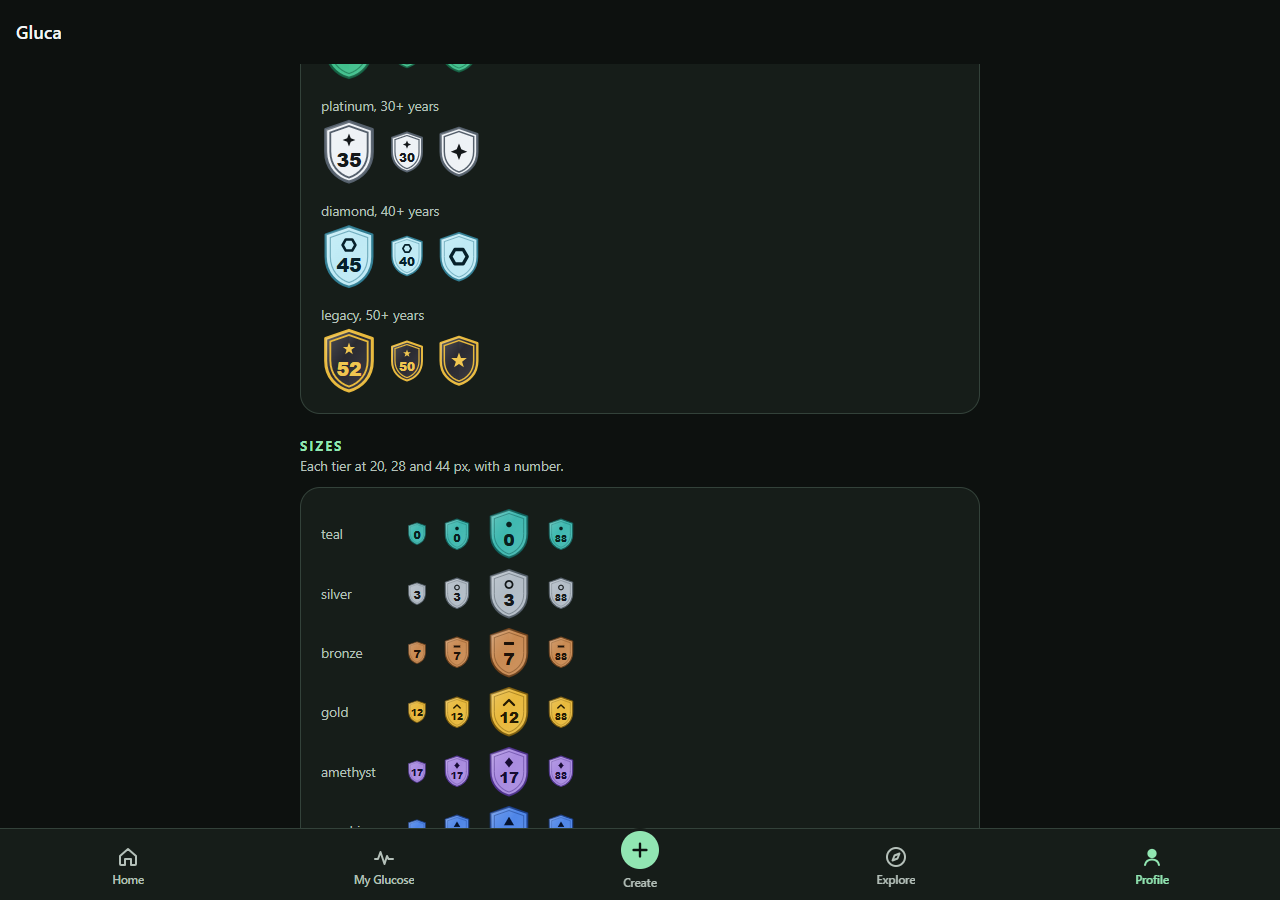 Gluca
platinum, 30+ years
35 30
diamond, 40+ years
45 40
legacy, 50+ years
52 50
SIZES
Each tier at 20, 28 and 44 px, with a number.
teal 0 0 0 88
silver 3 3 3 88
bronze 7 7 7 88
gold 12 12 12 88
amethyst 17 17 17 88
Home My Glucose Create Explore Profile